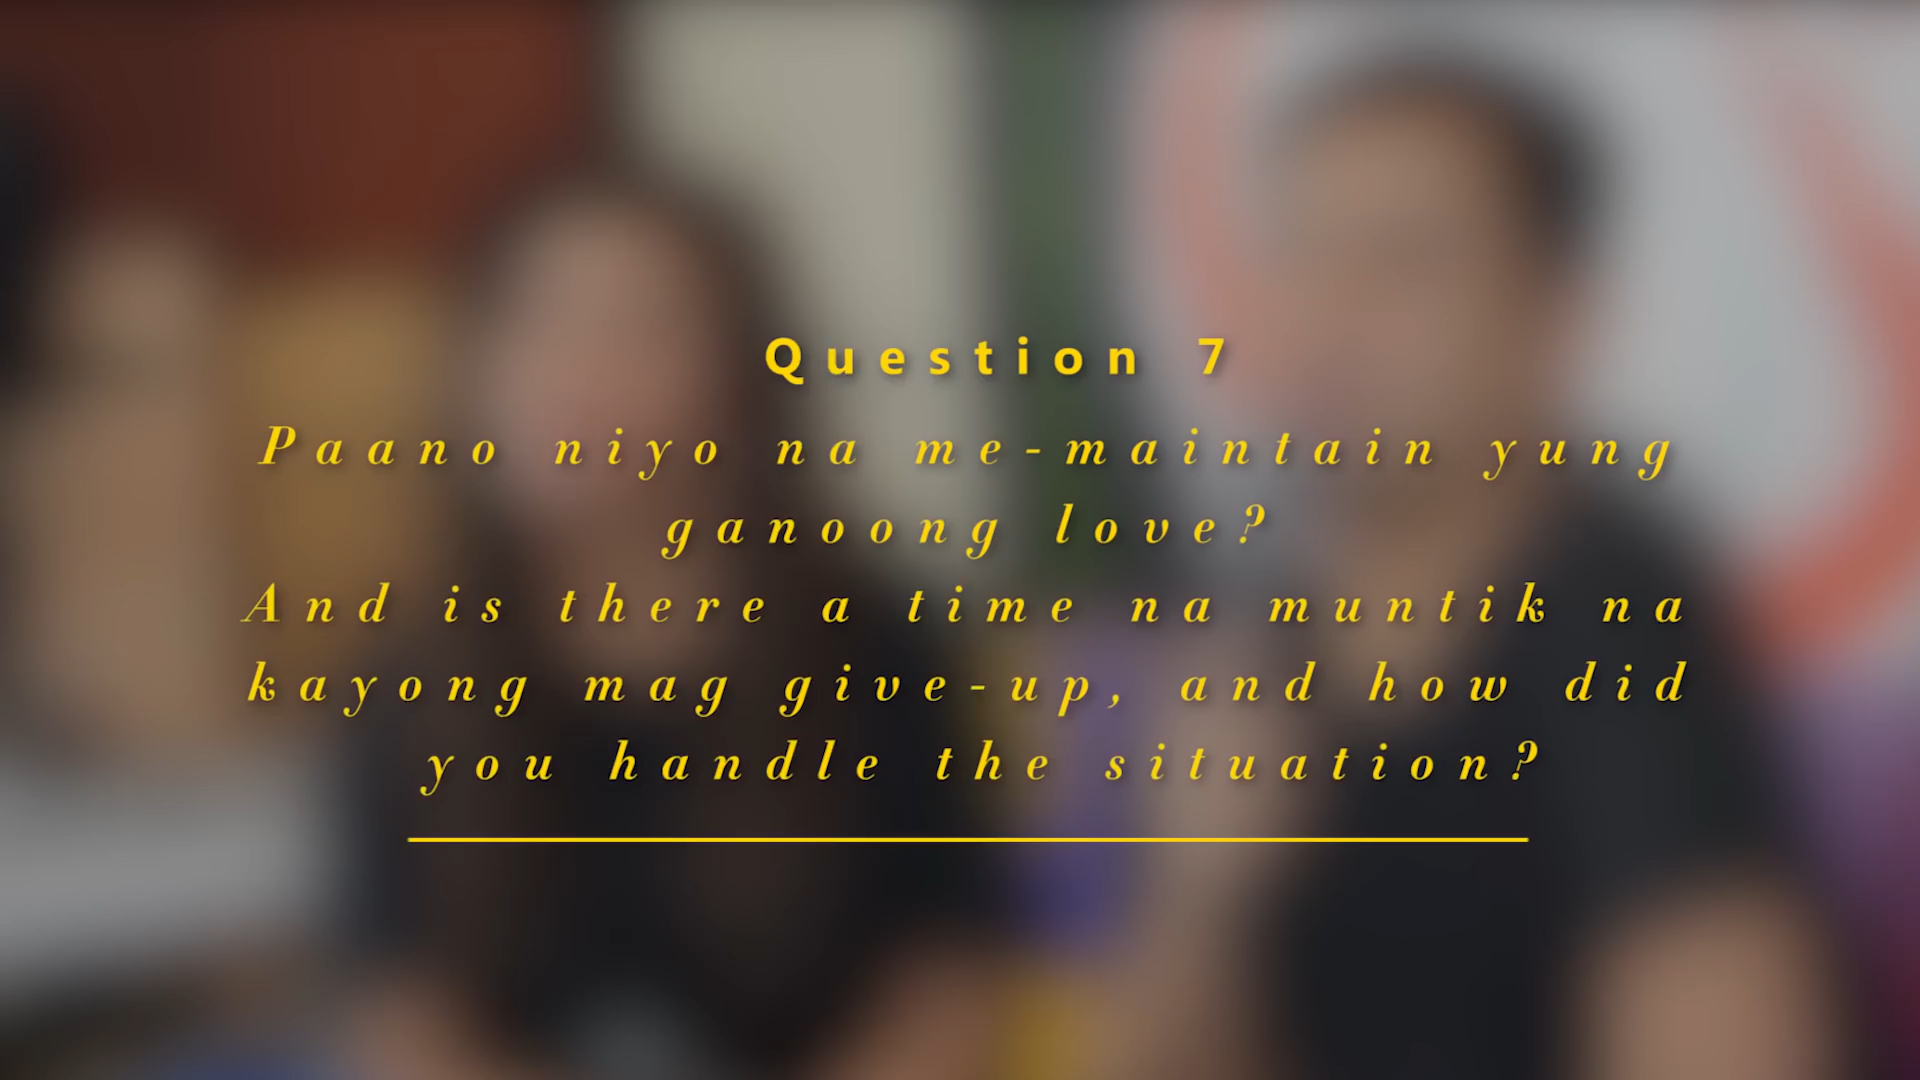 Question 7
Paano niyo na me-maintain yung
ganoong love?
And is there a time na muntik na
kayong mag give-up, and how did
you handle the situation?